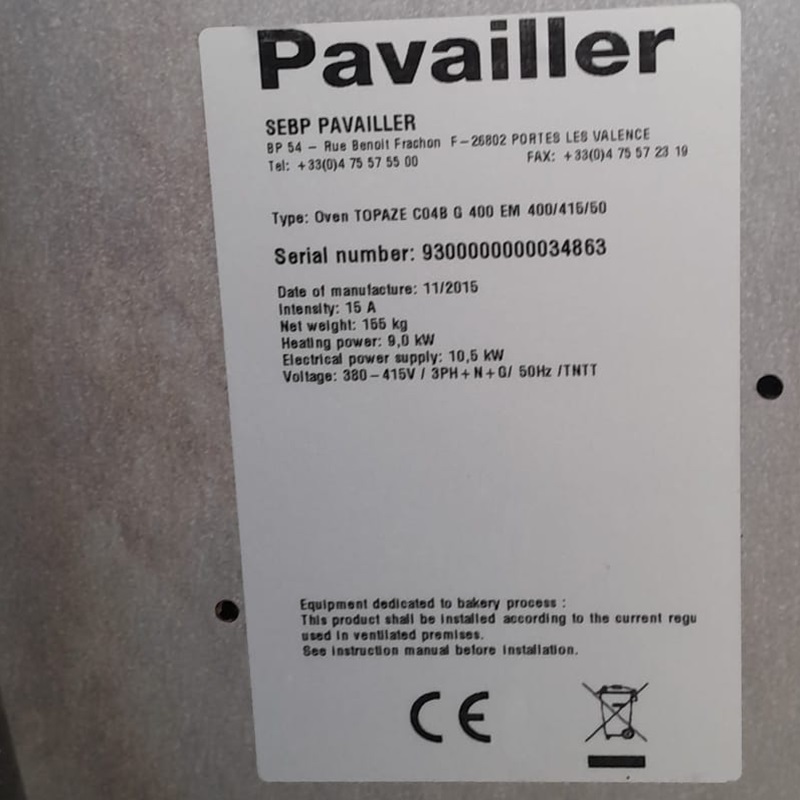 Pavailler
SEBP PAVAILLER
BP 54 – Rue Benoit Frachon F–26802 PORTES LES VALENCE
Tel: +33(0)4 75 57 55 00 FAX: +33(0)4 75 57 23 19
Type: Oven TOPAZE C04B G 400 EM 400/415/50
Serial number: 9300000000034863
Date of manufacture: 11/2015
Intensity: 15 A
Net weight: 155 kg
Heating power: 9,0 kW
Electrical power supply: 10,5 kW
Voltage: 380–415V / 3PH+N+G/ 50Hz /TNTT
Equipment dedicated to bakery process :
This product shall be installed according to the current regu
used in ventilated premises.
See instruction manual before installation.
CE